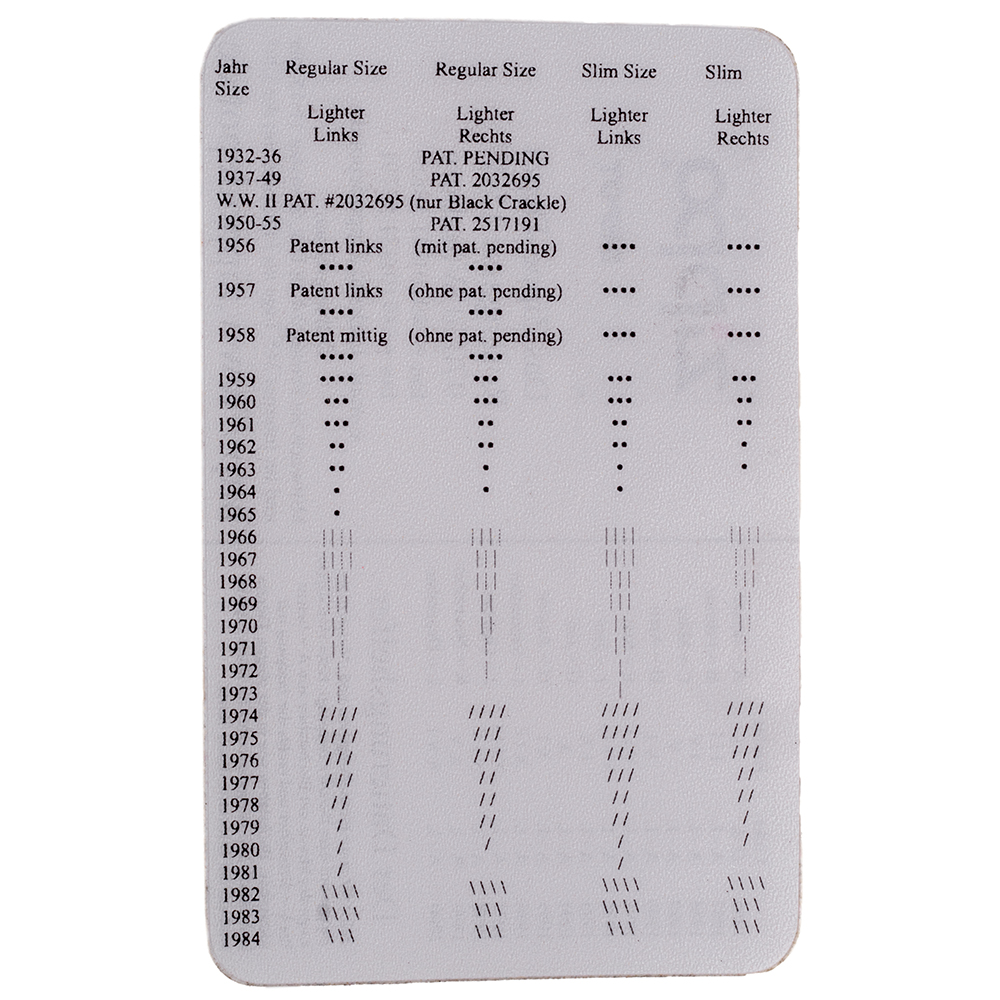 Jahr Regular Size Regular Size Slim Size Slim
Size
Lighter Lighter Lighter Lighter
Links Rechts Links Rechts
1932-36 PAT. PENDING
1937-49 PAT. 2032695
W.W. II PAT. #2032695 (nur Black Crackle)
1950-55 PAT. 2517191
1956 Patent links (mit pat. pending) •••• ••••
•••• ••••
1957 Patent links (ohne pat. pending) •••• ••••
•••• ••••
1958 Patent mittig (ohne pat. pending) •••• ••••
•••• ••••
1959 •••• ••• ••• •••
1960 ••• ••• ••• ••
1961 ••• •• •• ••
1962 •• •• •• •
1963 •• • • •
1964 • • •
1965 •
1966 |||| |||| |||| ||||
1967 |||| ||| |||| |||
1968 ||| ||| ||| |||
1969 ||| || ||| ||
1970 || || || ||
1971 || | || |
1972 | | | |
1973 | |
1974 //// //// //// ////
1975 //// /// //// ///
1976 /// /// /// ///
1977 /// // /// //
1978 // // // //
1979 / // // /
1980 / / / /
1981 / /
1982 \\\\ \\\\ \\\\ \\\\
1983 \\\\ \\\ \\\\ \\\
1984 \\\ \\\ \\\ \\\